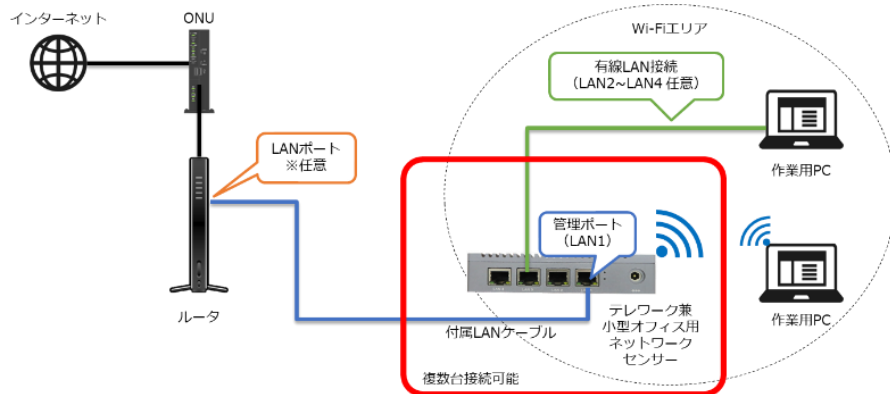 インターネット
ONU
Wi-Fiエリア
有線LAN接続
（LAN2~LAN4 任意）
LANポート
※任意
作業用PC
管理ポート
（LAN1）
ルータ
付属LANケーブル
テレワーク兼
小型オフィス用
ネットワーク
センサー
作業用PC
複数台接続可能